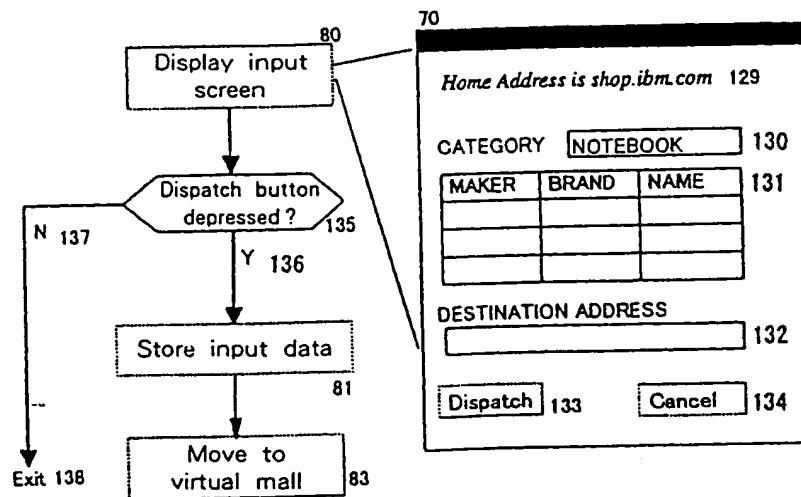 80
Display input
screen
Dispatch button
depressed ?
135
N 137
Y 136
Store input data
81
Move to
virtual mall
83
Exit 138
70
Home Address is shop.ibm.com 129
CATEGORY NOTEBOOK 130
MAKER BRAND NAME 131
DESTINATION ADDRESS
132
Dispatch 133 Cancel 134